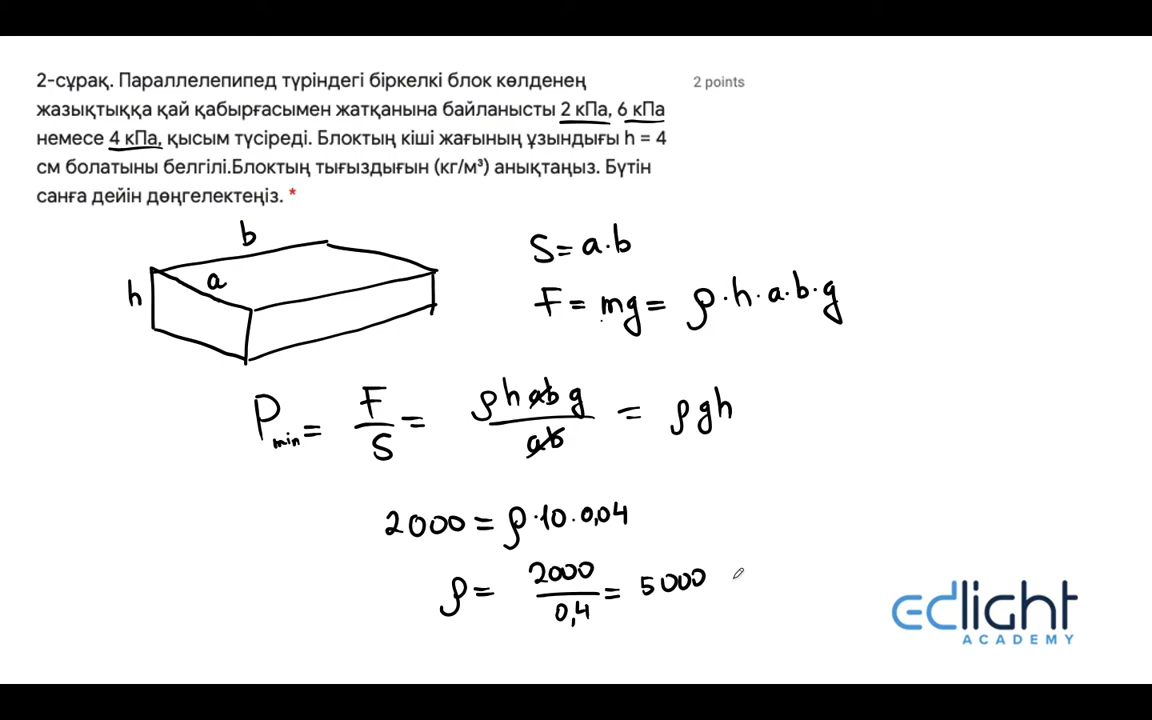 2-сұрақ. Параллелепипед түріндегі біркелкі блок көлденең
2 points
жазықтыққа қай қабырғасымен жатқанына байланысты 2 кПа, 6 кПа
немесе 4 кПа, қысым түсіреді. Блоктың кіші жағының ұзындығы h = 4
см болатыны белгілі.Блоктың тығыздығын (кг/м³) анықтаңыз. Бүтін
санға дейін дөңгелектеңіз. *
b
a
h
S = a·b
F = mg = ρ·h·a·b·g
P min = F/S = ρhabg/ab = ρgh
2000 = ρ·10·0,04
ρ = 2000/0,4 = 5000
edlight
ACADEMY